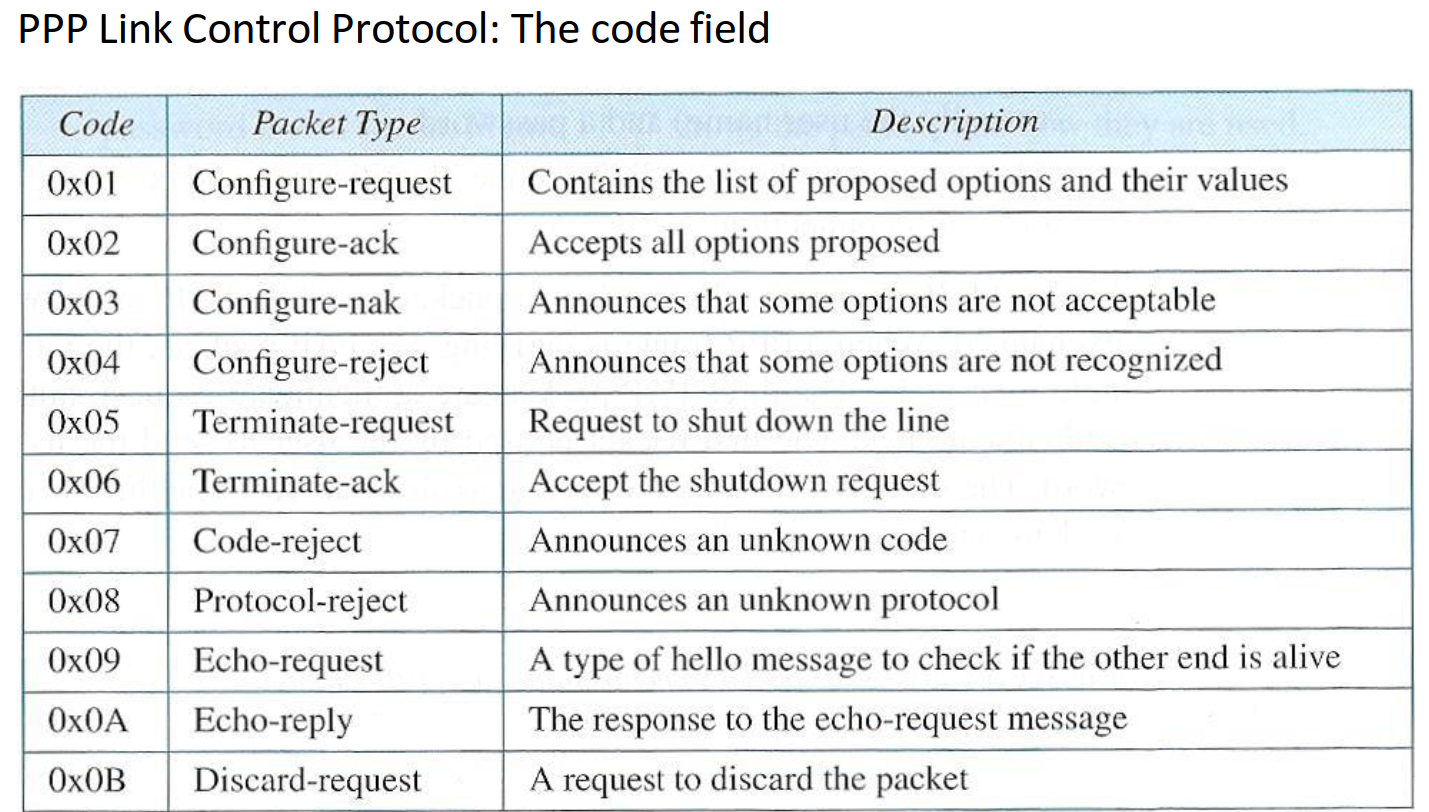 PPP Link Control Protocol: The code field
Code Packet Type Description
0x01 Configure-request Contains the list of proposed options and their values
0x02 Configure-ack Accepts all options proposed
0x03 Configure-nak Announces that some options are not acceptable
0x04 Configure-reject Announces that some options are not recognized
0x05 Terminate-request Request to shut down the line
0x06 Terminate-ack Accept the shutdown request
0x07 Code-reject Announces an unknown code
0x08 Protocol-reject Announces an unknown protocol
0x09 Echo-request A type of hello message to check if the other end is alive
0x0A Echo-reply The response to the echo-request message
0x0B Discard-request A request to discard the packet